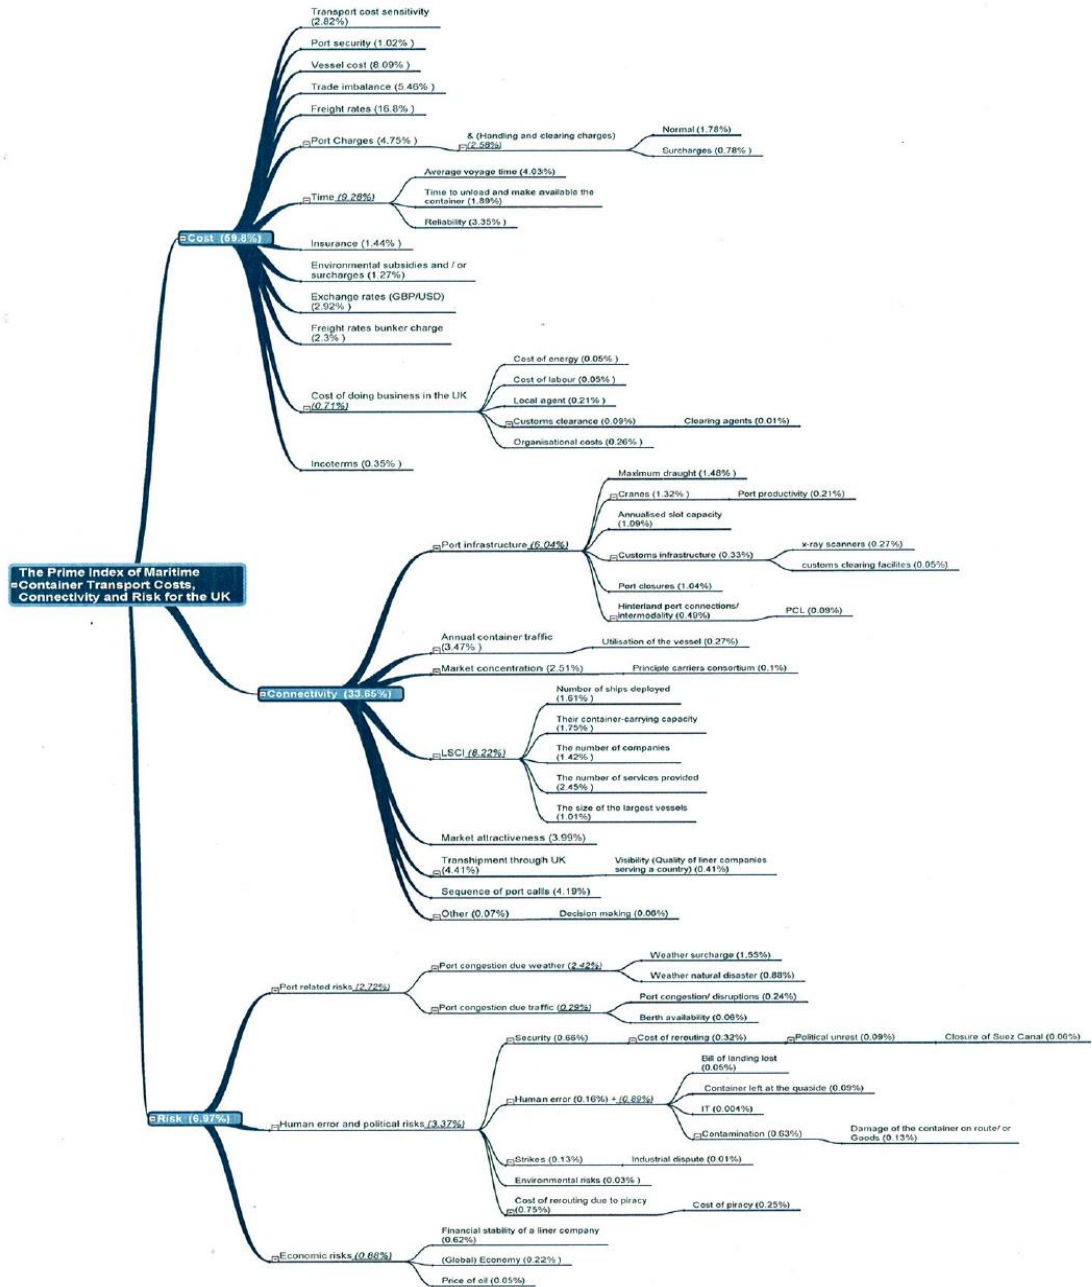 Transport cost sensitivity
(2.82%)
Port security (1.02% )
Vessel cost (8.09% )
Trade imbalance (5.46% )
Freight rates (16.8% )
Port Charges (4.75% )
& (Handling and clearing charges)
(2.58%)
Normal (1.78%)
Surcharges (0.78% )
Time (9.28%)
Average voyage time (4.03%)
Time to unload and make available the
container (1.89%)
Reliability (3.35% )
Cost (59.8%)
Insurance (1.44% )
Environmental subsidies and / or
surcharges (1.27%)
Exchange rates (GBP/USD)
(2.92% )
Freight rates bunker charge
(2.3% )
Cost of doing business in the UK
(0.71%)
Cost of energy (0.05% )
Cost of labour (0.05% )
Local agent (0.21% )
Customs clearance (0.09%)
Clearing agents (0.01%)
Organisational costs (0.26% )
Incoterms (0.35% )
The Prime Index of Maritime
Container Transport Costs,
Connectivity and Risk for the UK
Connectivity (33.65%)
Port infrastructure (6.04%)
Maximum draught (1.48% )
Cranes (1.32% )
Port productivity (0.21%)
Annualised slot capacity
(1.09%)
Customs infrastructure (0.33%)
x-ray scanners (0.27%)
customs clearing facilites (0.05%)
Port closures (1.04%)
Hinterland port connections/
intermodality (0.49%)
PCL (0.09%)
Annual container traffic
(3.47% )
Utilisation of the vessel (0.27%)
Market concentration (2.51%)
Principle carriers consortium (0.1%)
LSCI (8.22%)
Number of ships deployed
(1.61% )
Their container-carrying capacity
(1.75% )
The number of companies
(1.42% )
The number of services provided
(2.45% )
The size of the largest vessels
(1.01%)
Market attractiveness (3.99%)
Transhipment through UK
(4.41%)
Visibility (Quality of liner companies
serving a country) (0.41%)
Sequence of port calls (4.19%)
Other (0.07%)
Decision making (0.06%)
Risk (6.97%)
Port related risks (2.72%)
Port congestion due weather (2.42%)
Weather surcharge (1.55%)
Weather natural disaster (0.88%)
Port congestion due traffic (0.29%)
Port congestion/ disruptions (0.24%)
Berth availability (0.06%)
Human error and political risks (3.37%)
Security (0.66%)
Cost of rerouting (0.32%)
Political unrest (0.09%)
Closure of Suez Canal (0.06%)
Human error (0.16%) + (0.89%)
Bill of landing lost
(0.05%)
Container left at the quaside (0.05%)
IT (0.004%)
Contamination (0.63%)
Damage of the container on route/ or
Goods (0.13%)
Strikes (0.13%)
Industrial dispute (0.01%)
Environmental risks (0.03% )
Cost of rerouting due to piracy
(0.75%)
Cost of piracy (0.25%)
Economic risks (0.88%)
Financial stability of a liner company
(0.62%)
(Global) Economy (0.22% )
Price of oil (0.05%)